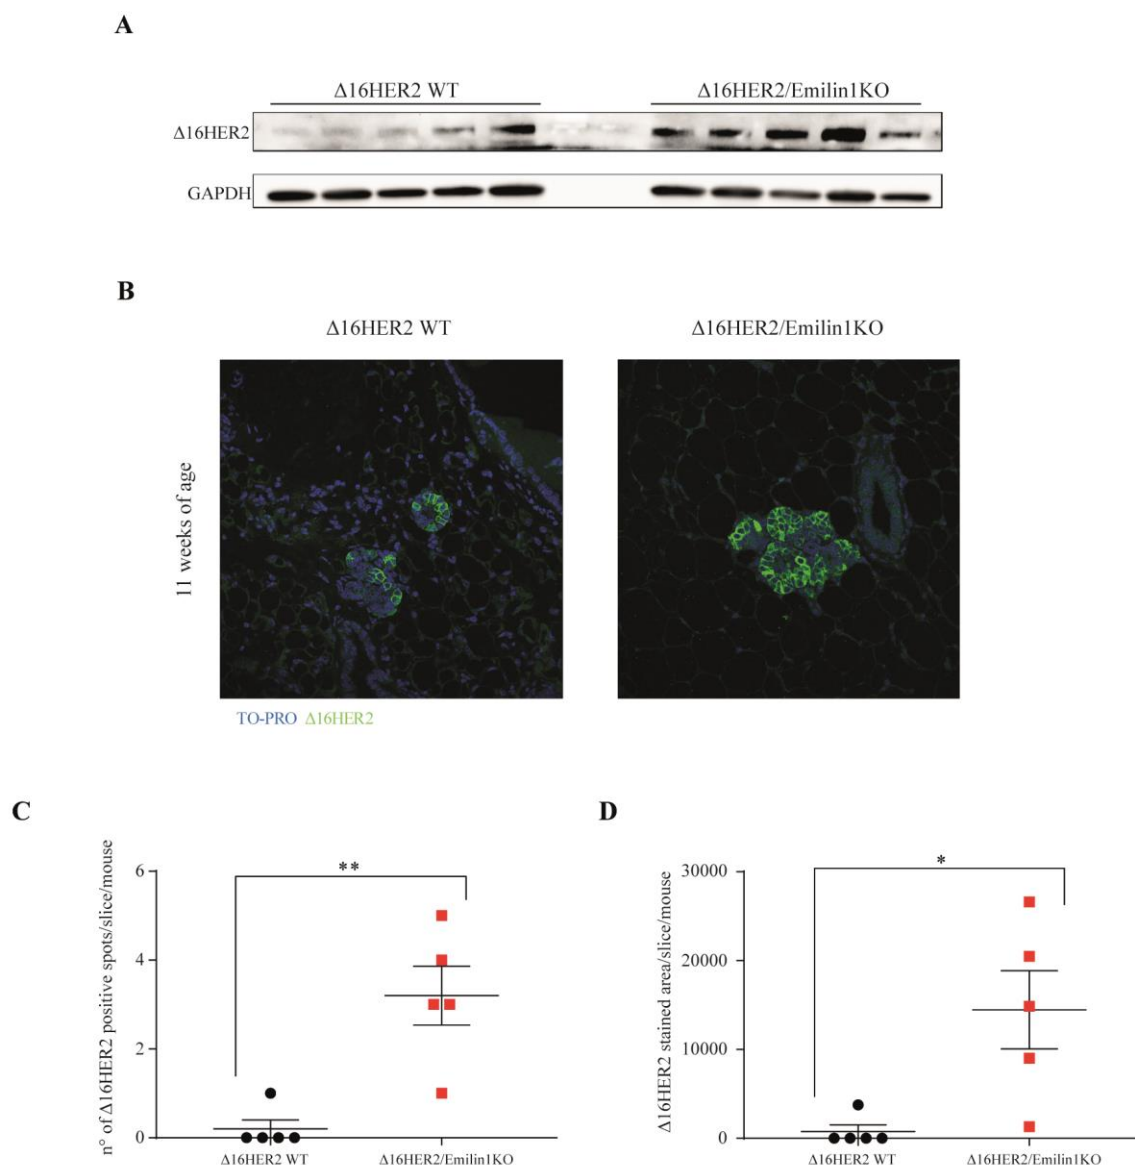 A
Δ16HER2 WT
Δ16HER2/Emilin1KO
Δ16HER2
GAPDH
B
Δ16HER2 WT
Δ16HER2/Emilin1KO
11 weeks of age
TO-PRO Δ16HER2
C
n° of Δ16HER2 positive spots/slice/mouse
6
4
2
0
**
Δ16HER2 WT
Δ16HER2/Emilin1KO
D
Δ16HER2 stained area/slice/mouse
30000
20000
10000
0
*
Δ16HER2 WT
Δ16HER2/Emilin1KO